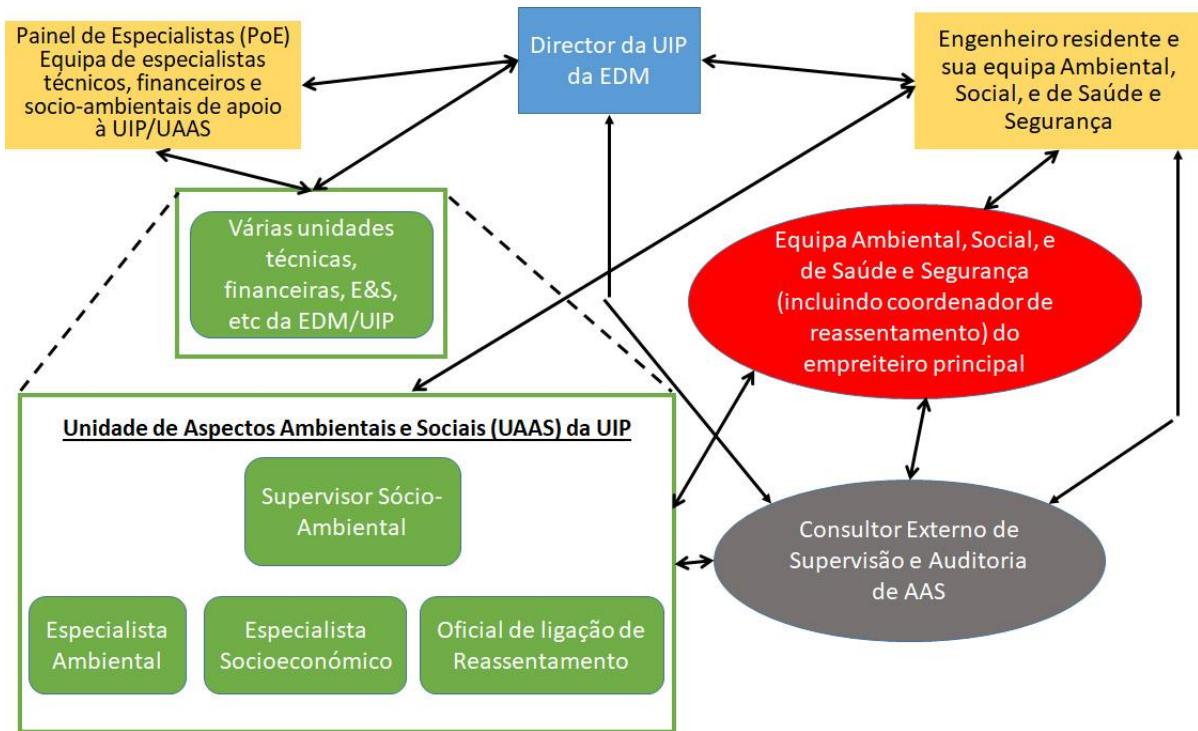 Painel de Especialistas (PoE)
Equipa de especialistas
técnicos, financeiros e
socio-ambientais de apoio
à UIP/UAAS
Director da UIP
da EDM
Engenheiro residente e
sua equipa Ambiental,
Social, e de Saúde e
Segurança
Várias unidades
técnicas,
financeiras, E&S,
etc da EDM/UIP
Equipa Ambiental, Social, e
de Saúde e Segurança
(incluindo coordenador de
reassentamento) do
empreiteiro principal
Unidade de Aspectos Ambientais e Sociais (UAAS) da UIP
Supervisor Sócio-
Ambiental
Especialista
Ambiental
Especialista
Socioeconómico
Oficial de ligação de
Reassentamento
Consultor Externo de
Supervisão e Auditoria
de AAS